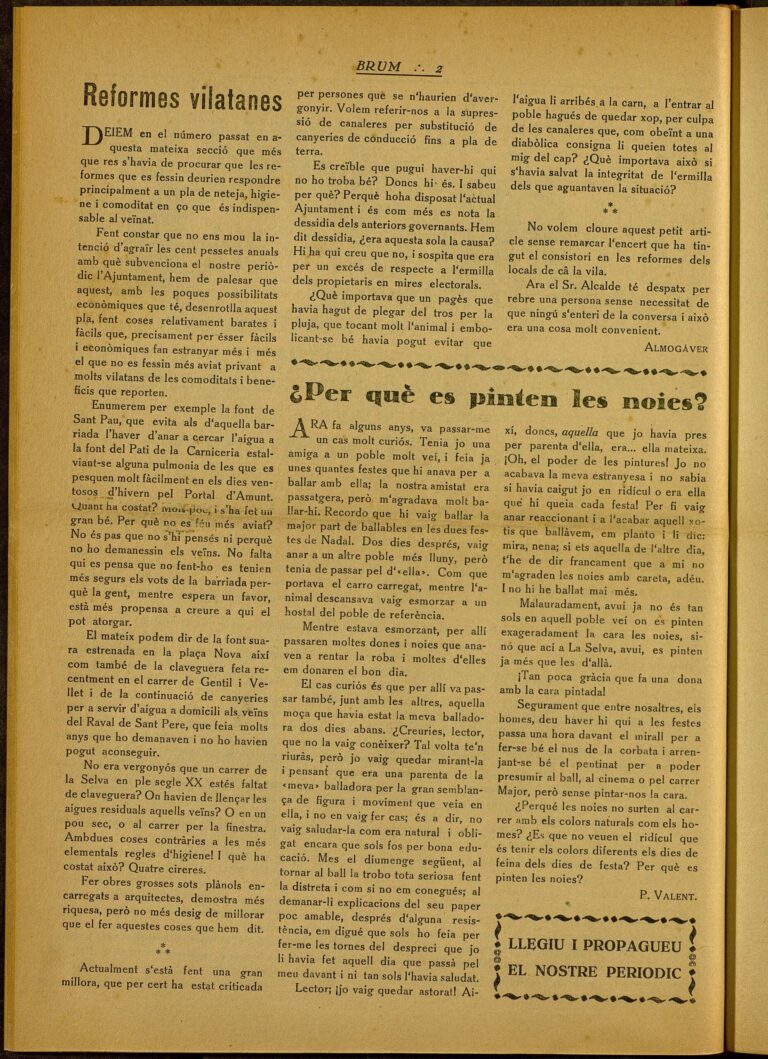 BRUM .·. 2
Reformes vilatanes
DEIEM en el número passat en a-
questa mateixa secció que més
que res s'havia de procurar que les re-
formes que es fessin deurien respondre
principalment a un pla de neteja, higie-
ne i comoditat en ço que és indispen-
sable al veïnat.
Fent constar que no ens mou la in-
tenció d'agraïr les cent pessetes anuals
amb què subvenciona el nostre perió-
dic l'Ajuntament, hem de palesar que
aquest, amb les poques possibilitats
econòmiques que té, desenrotlla aquest
pla, fent coses relativament barates i
fàcils que, precisament per ésser fàcils
i econòmiques fan estranyar més i més
el que no es fessin més aviat privant a
molts vilatans de les comoditats i bene-
ficis que reporten.
Enumerem per exemple la font de
Sant Pau, que evita als d'aquella bar-
riada l'haver d'anar a cercar l'aigua a
la font del Pati de la Carniceria estal-
viant-se alguna pulmonia de les que es
pesquen molt fàcilment en els dies ven-
tosos d'hivern pel Portal d'Amunt.
Quant ha costat? Molt poc, i s'ha fet un
gran bé. Per què no es féu més aviat?
No és pas que no s'hi pensés ni perquè
no ho demanessin els veïns. No falta
qui es pensa que no fent-ho es tenien
més segurs els vots de la barriada per-
què la gent, mentre espera un favor,
està més propensa a creure a qui el
pot atorgar.
El mateix podem dir de la font sua-
ra estrenada en la plaça Nova així
com també de la claveguera feta re-
centment en el carrer de Gentil i Ve-
llet i de la continuació de canyeries
per a servir d'aigua a domicili als veïns
del Raval de Sant Pere, que feia molts
anys que ho demanaven i no ho havien
pogut aconseguir.
No era vergonyós que un carrer de
la Selva en ple segle XX estés faltat
de claveguera? On havien de llençar les
aigues residuals aquells veïns? O en un
pou sec, o al carrer per la finestra.
Ambdues coses contràries a les més
elementals regles d'higiene! I què ha
costat això? Quatre cireres.
Fer obres grosses sots plànols en-
carregats a arquitectes, demostra més
riquesa, però no més desig de millorar
que el fer aquestes coses que hem dit.
* * *
Actualment s'està fent una gran
millora, que per cert ha estat criticada
per persones que se n'haurien d'aver-
gonyir. Volem referir-nos a la supres-
sió de canaleres per substitució de
canyeries de conducció fins a pla de
terra.
Es creïble que pugui haver-hi qui
no ho troba bé? Doncs hi és. I sabeu
per què? Perquè hoha disposat l'actual
Ajuntament i és com més es nota la
dessidia dels anteriors governants. Hem
dit dessidia, ¿era aquesta sola la causa?
Hi ha qui creu que no, i sospita que era
per un excés de respecte a l'ermilla
dels propietaris en mires electorals.
¿Què importava que un pagès que
havia hagut de plegar del tros per la
pluja, que tocant molt l'animal i embo-
licant-se bé havia pogut evitar que
l'aigua li arribés a la carn, a l'entrar al
poble hagués de quedar xop, per culpa
de les canaleres que, com obeïnt a una
diabòlica consigna li queien totes al
mig del cap? ¿Què importava això si
s'havia salvat la integritat de l'ermilla
dels que aguantaven la situació?
* * *
No volem cloure aquest petit arti-
cle sense remarcar l'encert que ha tin-
gut el consistori en les reformes dels
locals de câ la vila.
Ara el Sr. Alcalde té despatx per
rebre una persona sense necessitat de
que ningú s'enteri de la conversa i això
era una cosa molt convenient.
ALMOGÀVER
¿Per què es pinten les noies?
ARA fa alguns anys, va passar-me
un cas molt curiós. Tenia jo una
amiga a un poble molt veí, i feia ja
unes quantes festes que hi anava per a
ballar amb ella; la nostra amistat era
passatgera, però m'agradava molt ba-
llar-hi. Recordo que hi vaig ballar la
major part de ballables en les dues fes-
tes de Nadal. Dos dies després, vaig
anar a un altre poble més lluny, però
tenia de passar pel d'«ella». Com que
portava el carro carregat, mentre l'a-
nimal descansava vaig esmorzar a un
hostal del poble de referència.
Mentre estava esmorzant, per allí
passaren moltes dones i noies que ana-
ven a rentar la roba i moltes d'elles
em donaren el bon dia.
El cas curiós és que per allí va pas-
sar també, junt amb les altres, aquella
moça que havia estat la meva ballado-
ra dos dies abans. ¿Creuries, lector,
que no la vaig conèixer? Tal volta te'n
riuràs, però jo vaig quedar mirant-la
i pensant que era una parenta de la
«meva» balladora per la gran semblan-
ça de figura i moviment que veia en
ella, i no en vaig fer cas; és a dir, no
vaig saludar-la com era natural i obli-
gat encara que sols fos per bona edu-
cació. Mes el diumenge següent, al
tornar al ball la trobo tota seriosa fent
la distreta i com si no em conegués; al
demanar-li explicacions del seu paper
poc amable, després d'alguna resis-
tència, em digué que sols ho feia per
fer-me les tornes del despreci que jo
li havia fet aquell dia que passà pel
meu davant i ni tan sols l'havia saludat.
Lector; ¡jo vaig quedar astorat! Ai-
xí, doncs, aquella que jo havia pres
per parenta d'ella, era... ella mateixa.
¡Oh, el poder de les pintures! Jo no
acabava la meva estranyesa i no sabia
si havia caigut jo en ridícul o era ella
que hi queia cada festa! Per fi vaig
anar reaccionant i a l'acabar aquell xo-
tis que ballàvem, em planto i li dic:
mira, nena; si ets aquella de l'altre dia,
t'he de dir francament que a mi no
m'agraden les noies amb careta, adéu.
I no hi he ballat mai més.
Malauradament, avui ja no és tan
sols en aquell poble veí on es pinten
exageradament la cara les noies, si-
nó que ací a La Selva, avui, es pinten
ja més que les d'allà.
¡Tan poca gràcia que fa una dona
amb la cara pintada!
Segurament que entre nosaltres, els
homes, deu haver hi qui a les festes
passa una hora davant el mirall per a
fer-se bé el nus de la corbata i arren-
jant-se bé el pentinat per a poder
presumir al ball, al cinema o pel carrer
Major, però sense pintar-nos la cara.
¿Perqué les noies no surten al car-
rer amb els colors naturals com els ho-
mes? ¿Es que no veuen el ridícul que
és tenir els colors diferents els dies de
feina dels dies de festa? Per què es
pinten les noies?
P. VALENT.
LLEGIU I PROPAGUEU
EL NOSTRE PERIODIC